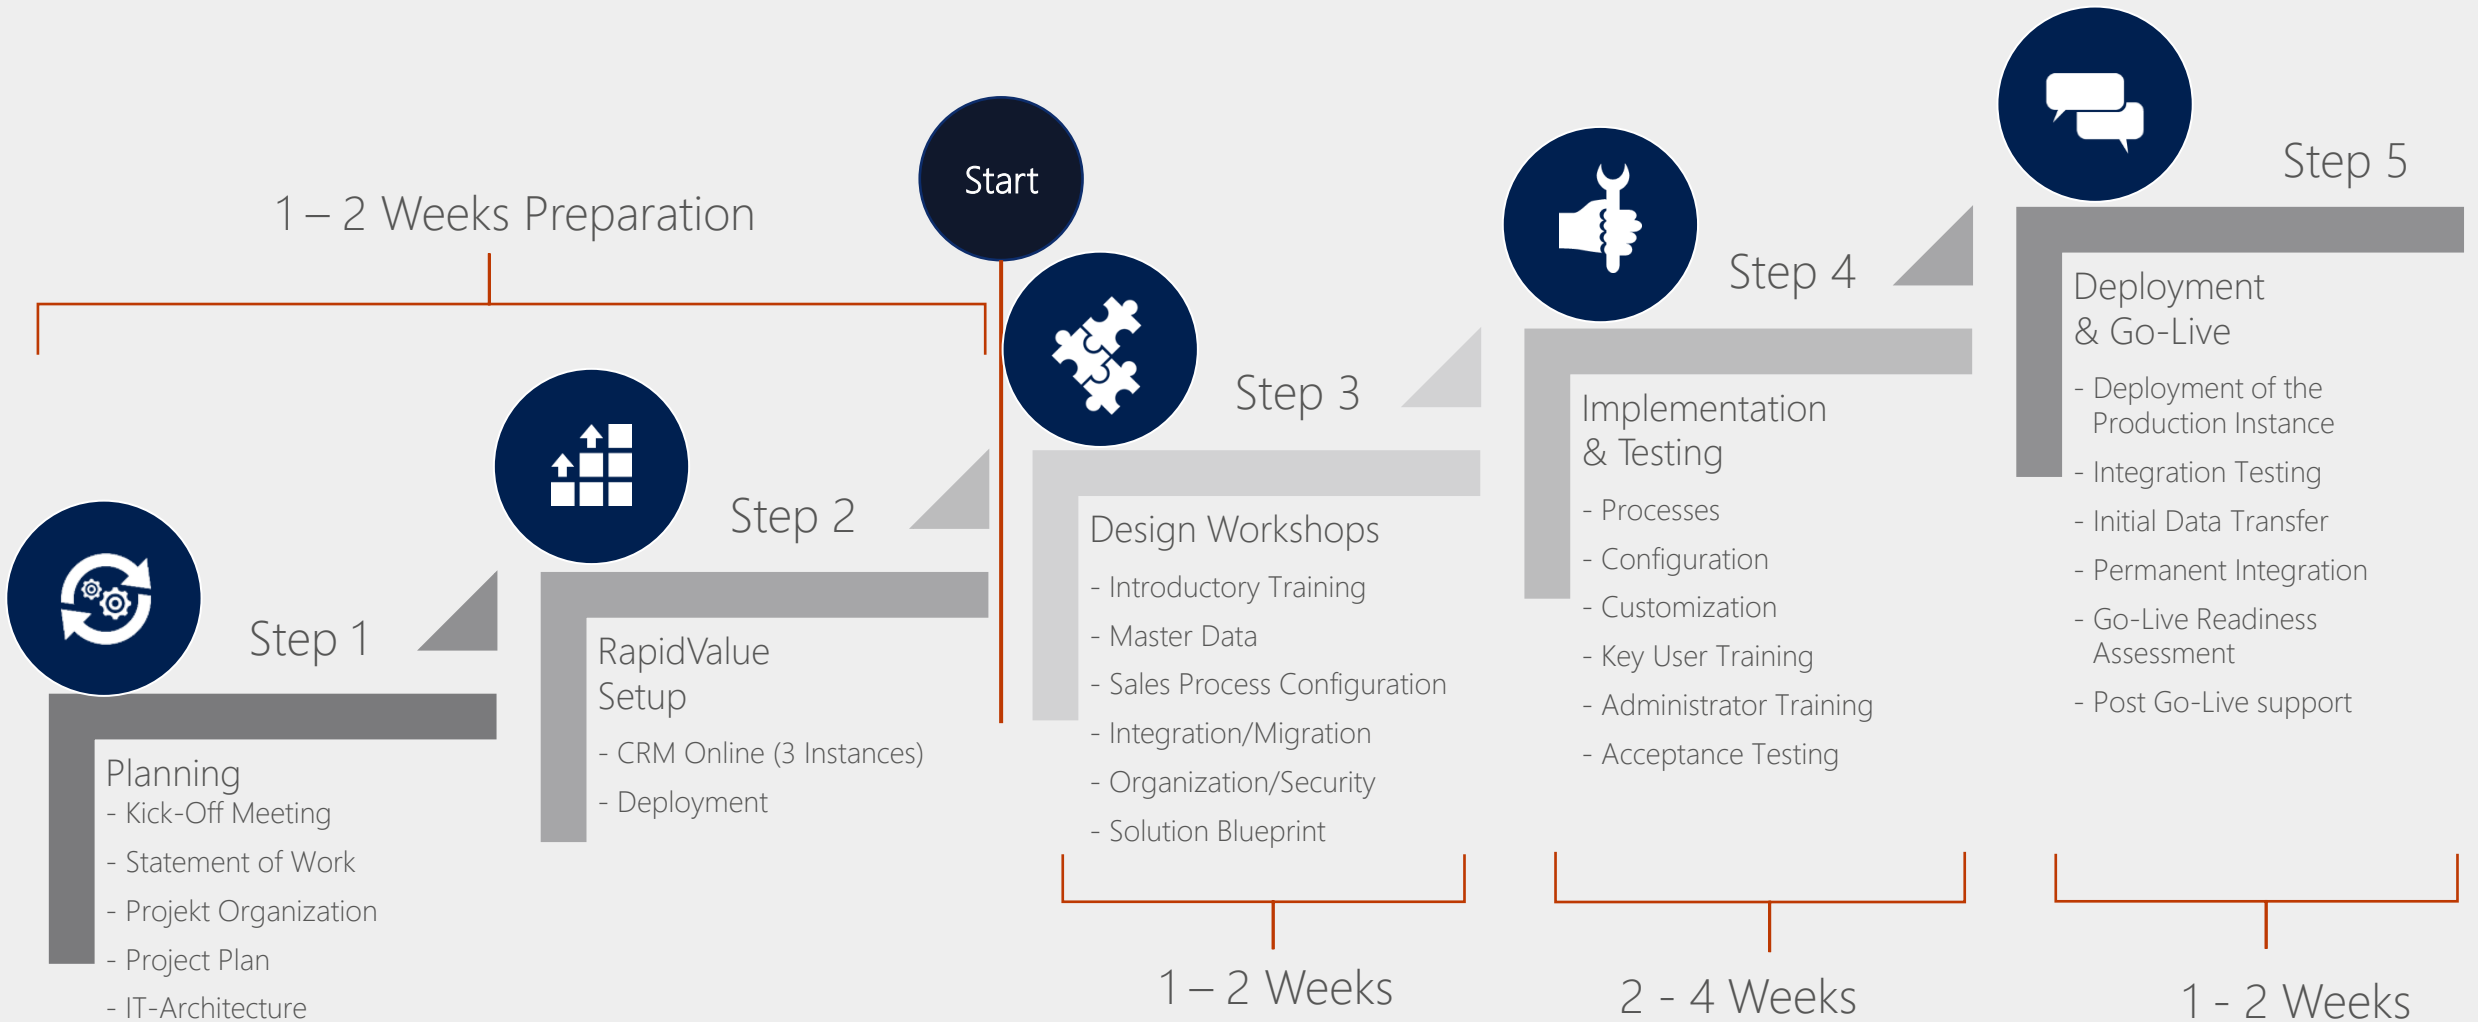 1 – 2 Weeks Preparation
Start
Step 1
Planning
- Kick-Off Meeting
- Statement of Work
- Projekt Organization
- Project Plan
- IT-Architecture
Step 2
RapidValue
Setup
- CRM Online (3 Instances)
- Deployment
Step 3
Design Workshops
- Introductory Training
- Master Data
- Sales Process Configuration
- Integration/Migration
- Organization/Security
- Solution Blueprint
1 – 2 Weeks
Step 4
Implementation
& Testing
- Processes
- Configuration
- Customization
- Key User Training
- Administrator Training
- Acceptance Testing
2 - 4 Weeks
Step 5
Deployment
& Go-Live
- Deployment of the
Production Instance
- Integration Testing
- Initial Data Transfer
- Permanent Integration
- Go-Live Readiness
Assessment
- Post Go-Live support
1 - 2 Weeks